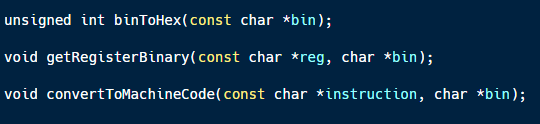 unsigned int binToHex(const char *bin);
void getRegisterBinary(const char *reg, char *bin);
void convertToMachineCode(const char *instruction, char *bin);